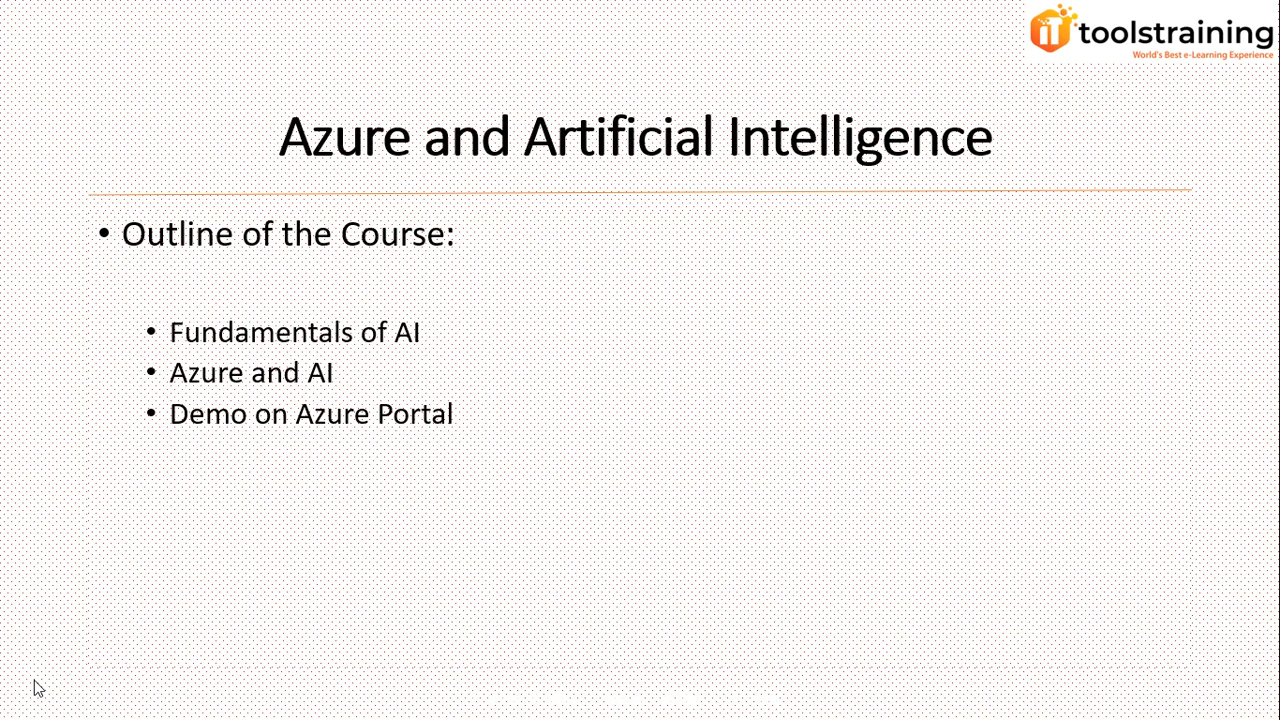 iT toolstraining
World's Best e-Learning Experience
Azure and Artificial Intelligence
• Outline of the Course:
• Fundamentals of AI
• Azure and AI
• Demo on Azure Portal